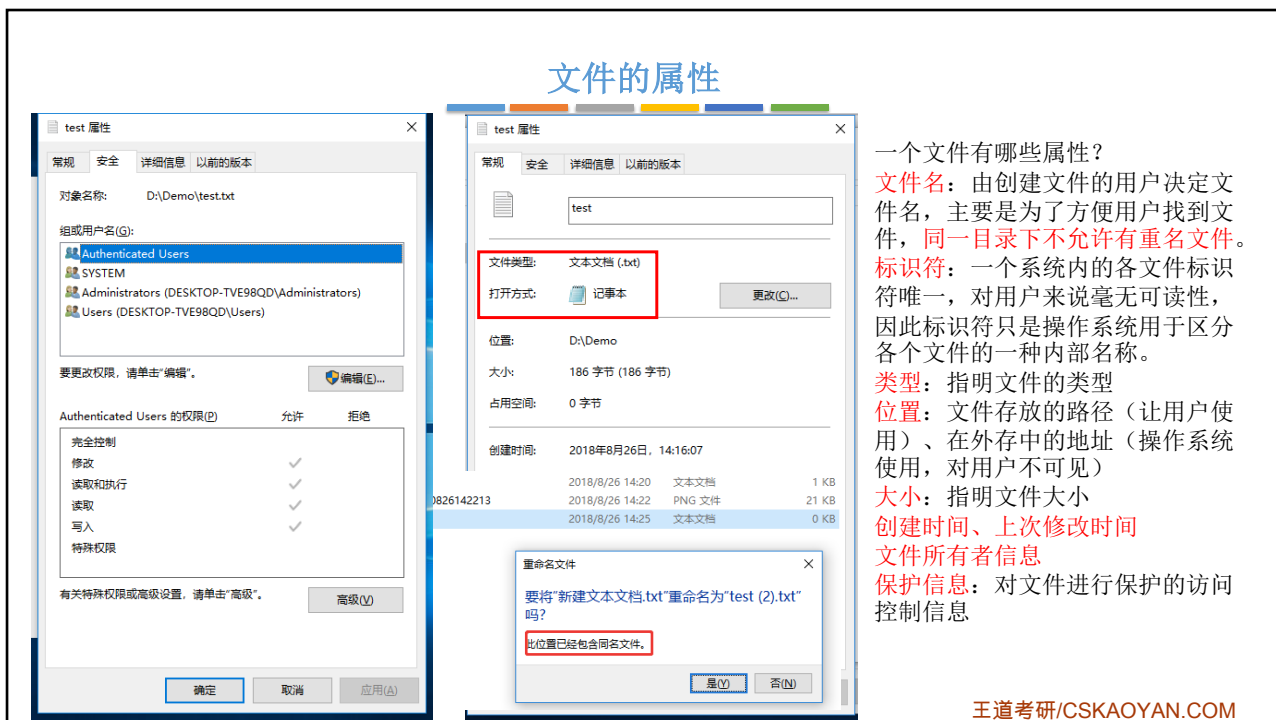 文件的属性
test 属性
常规 安全 详细信息 以前的版本
对象名称: D:\Demo\test.txt
组或用户名(G):
Authenticated Users
SYSTEM
Administrators (DESKTOP-TVE98QD\Administrators)
Users (DESKTOP-TVE98QD\Users)
要更改权限，请单击"编辑"。
编辑(E)...
Authenticated Users 的权限(P) 允许 拒绝
完全控制
修改
读取和执行
读取
写入
特殊权限
有关特殊权限或高级设置，请单击"高级"。
高级(V)
确定 取消 应用(A)
test 属性
常规 安全 详细信息 以前的版本
test
文件类型: 文本文档 (.txt)
打开方式: 记事本 更改(C)...
位置: D:\Demo
大小: 186 字节 (186 字节)
占用空间: 0 字节
创建时间: 2018年8月26日，14:16:07
2018/8/26 14:20 文本文档 1 KB
0826142213 2018/8/26 14:22 PNG 文件 21 KB
2018/8/26 14:25 文本文档 0 KB
重命名文件
要将"新建文本文档.txt"重命名为"test (2).txt"
吗?
此位置已经包含同名文件。
是(Y) 否(N)
一个文件有哪些属性？
文件名：由创建文件的用户决定文
件名，主要是为了方便用户找到文
件，同一目录下不允许有重名文件。
标识符：一个系统内的各文件标识
符唯一，对用户来说毫无可读性，
因此标识符只是操作系统用于区分
各个文件的一种内部名称。
类型：指明文件的类型
位置：文件存放的路径（让用户使
用）、在外存中的地址（操作系统
使用，对用户不可见）
大小：指明文件大小
创建时间、上次修改时间
文件所有者信息
保护信息：对文件进行保护的访问
控制信息
王道考研/CSKAOYAN.COM